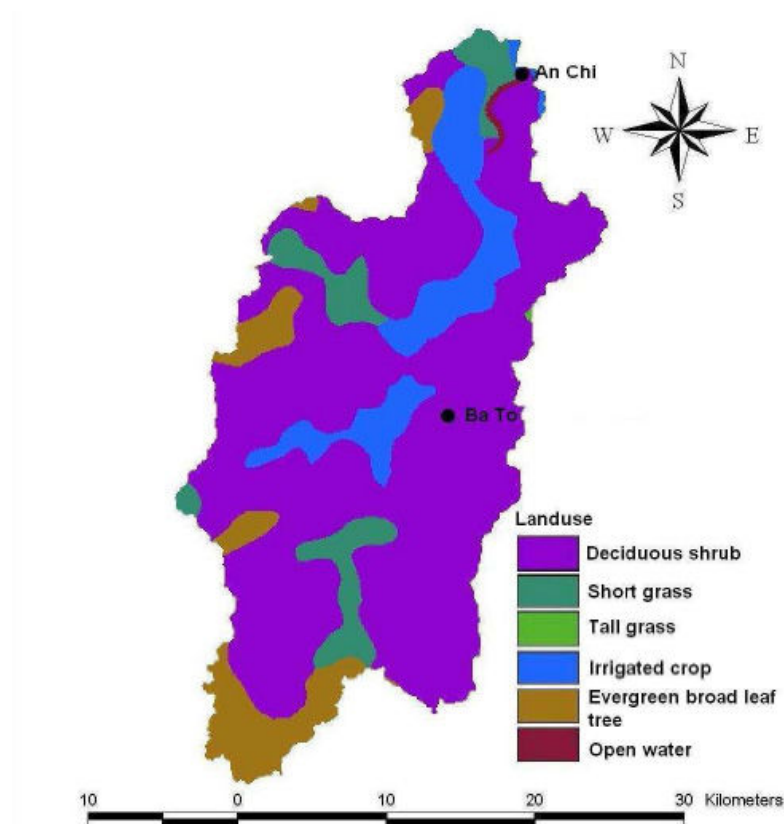 An Chi
N
W E
S
Ba To
Landuse
Deciduous shrub
Short grass
Tall grass
Irrigated crop
Evergreen broad leaf
tree
Open water
10 0 10 20 30 Kilometers